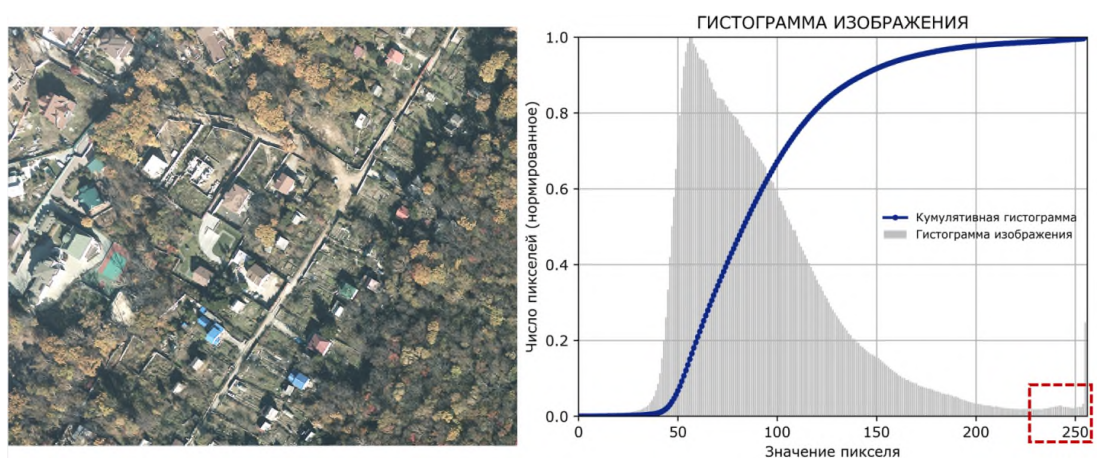 ГИСТОГРАММА ИЗОБРАЖЕНИЯ
Число пикселей (нормированное)
1.0
0.8
0.6
0.4
0.2
0.0
Кумулятивная гистограмма
Гистограмма изображения
0 50 100 150 200 250
Значение пикселя